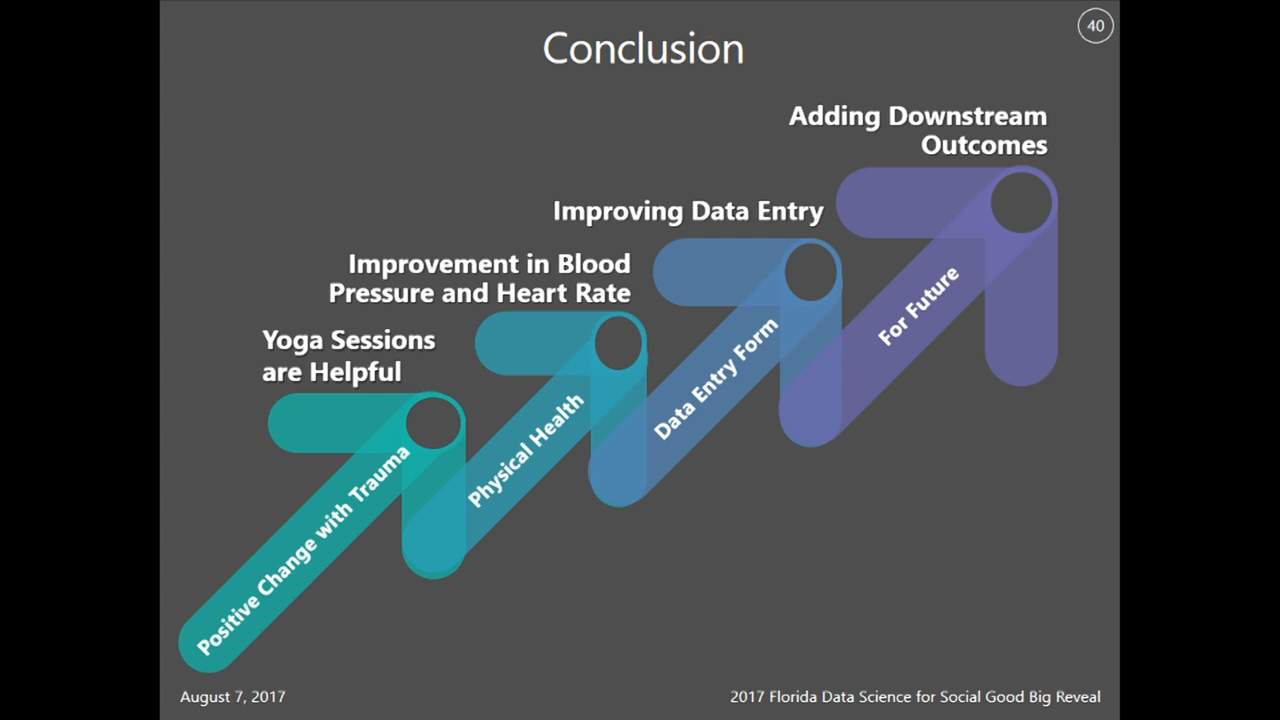 40
Conclusion
Adding Downstream
Outcomes
Improving Data Entry
Improvement in Blood
Pressure and Heart Rate
Yoga Sessions
are Helpful
Positive Change with Trauma
Physical Health
Data Entry Form
For Future
August 7, 2017
2017 Florida Data Science for Social Good Big Reveal